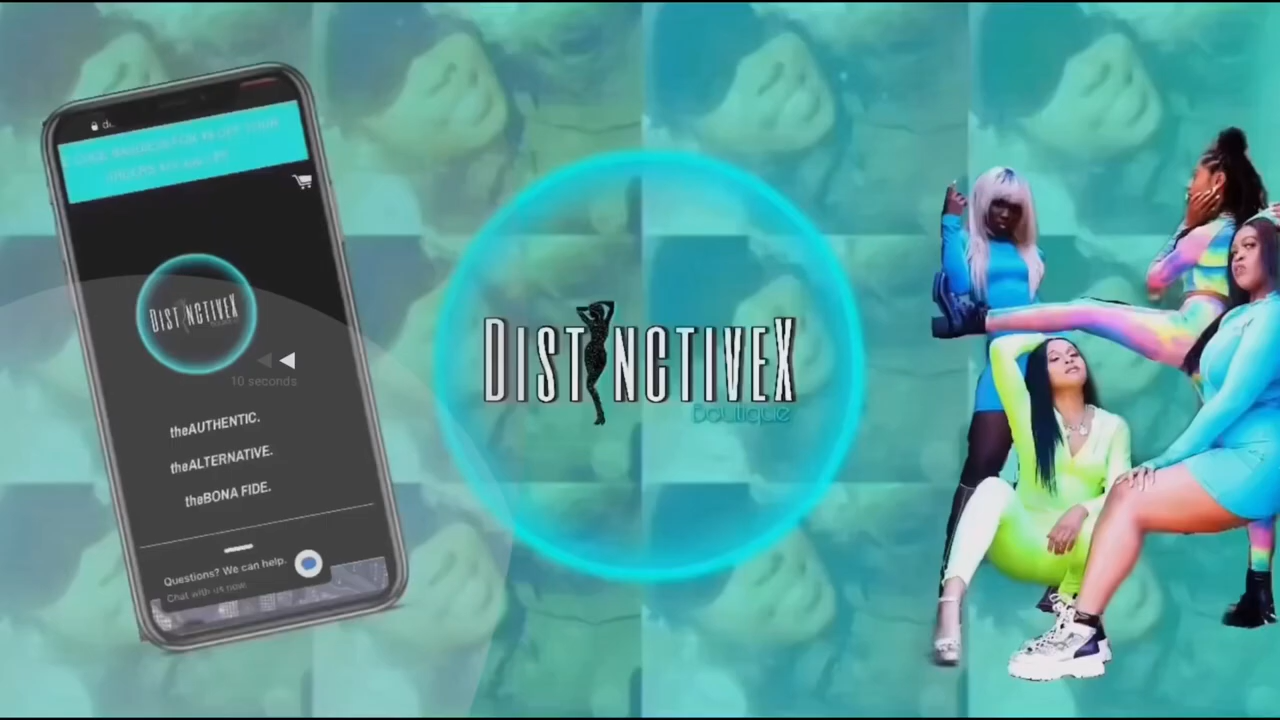 DISTINCTIVEX
10 seconds
theAUTHENTIC.
theALTERNATIVE.
theBONA FIDE.
Questions? We can help.
Chat with us now.
DISTINCTIVEX
boutique